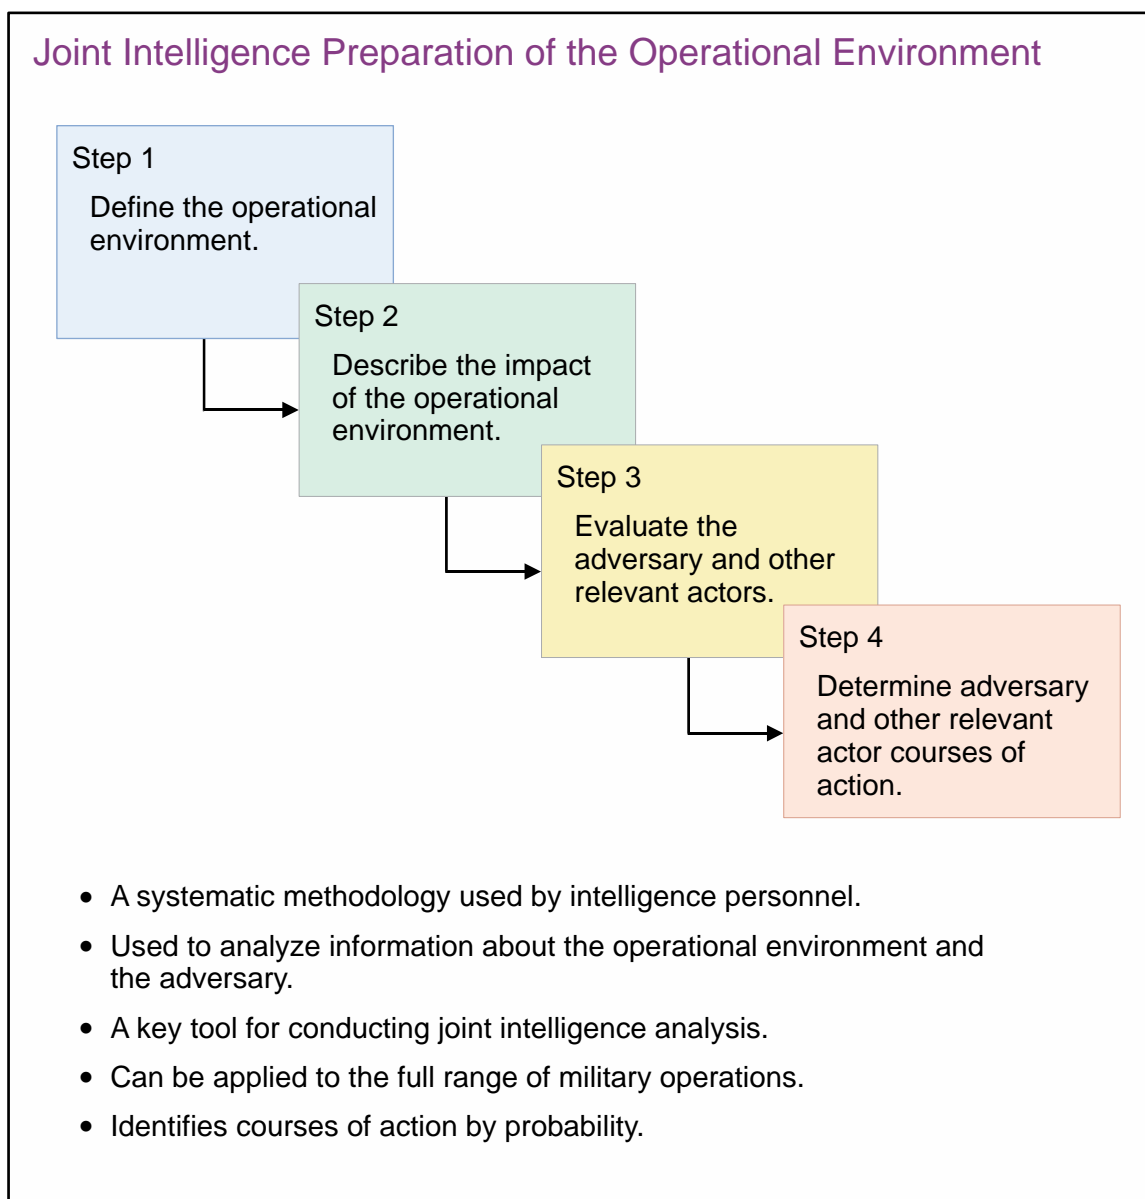 Joint Intelligence Preparation of the Operational Environment
Step 1
Define the operational
environment.
Step 2
Describe the impact
of the operational
environment.
Step 3
Evaluate the
adversary and other
relevant actors.
Step 4
Determine adversary
and other relevant
actor courses of
action.
• A systematic methodology used by intelligence personnel.
• Used to analyze information about the operational environment and
the adversary.
• A key tool for conducting joint intelligence analysis.
• Can be applied to the full range of military operations.
• Identifies courses of action by probability.